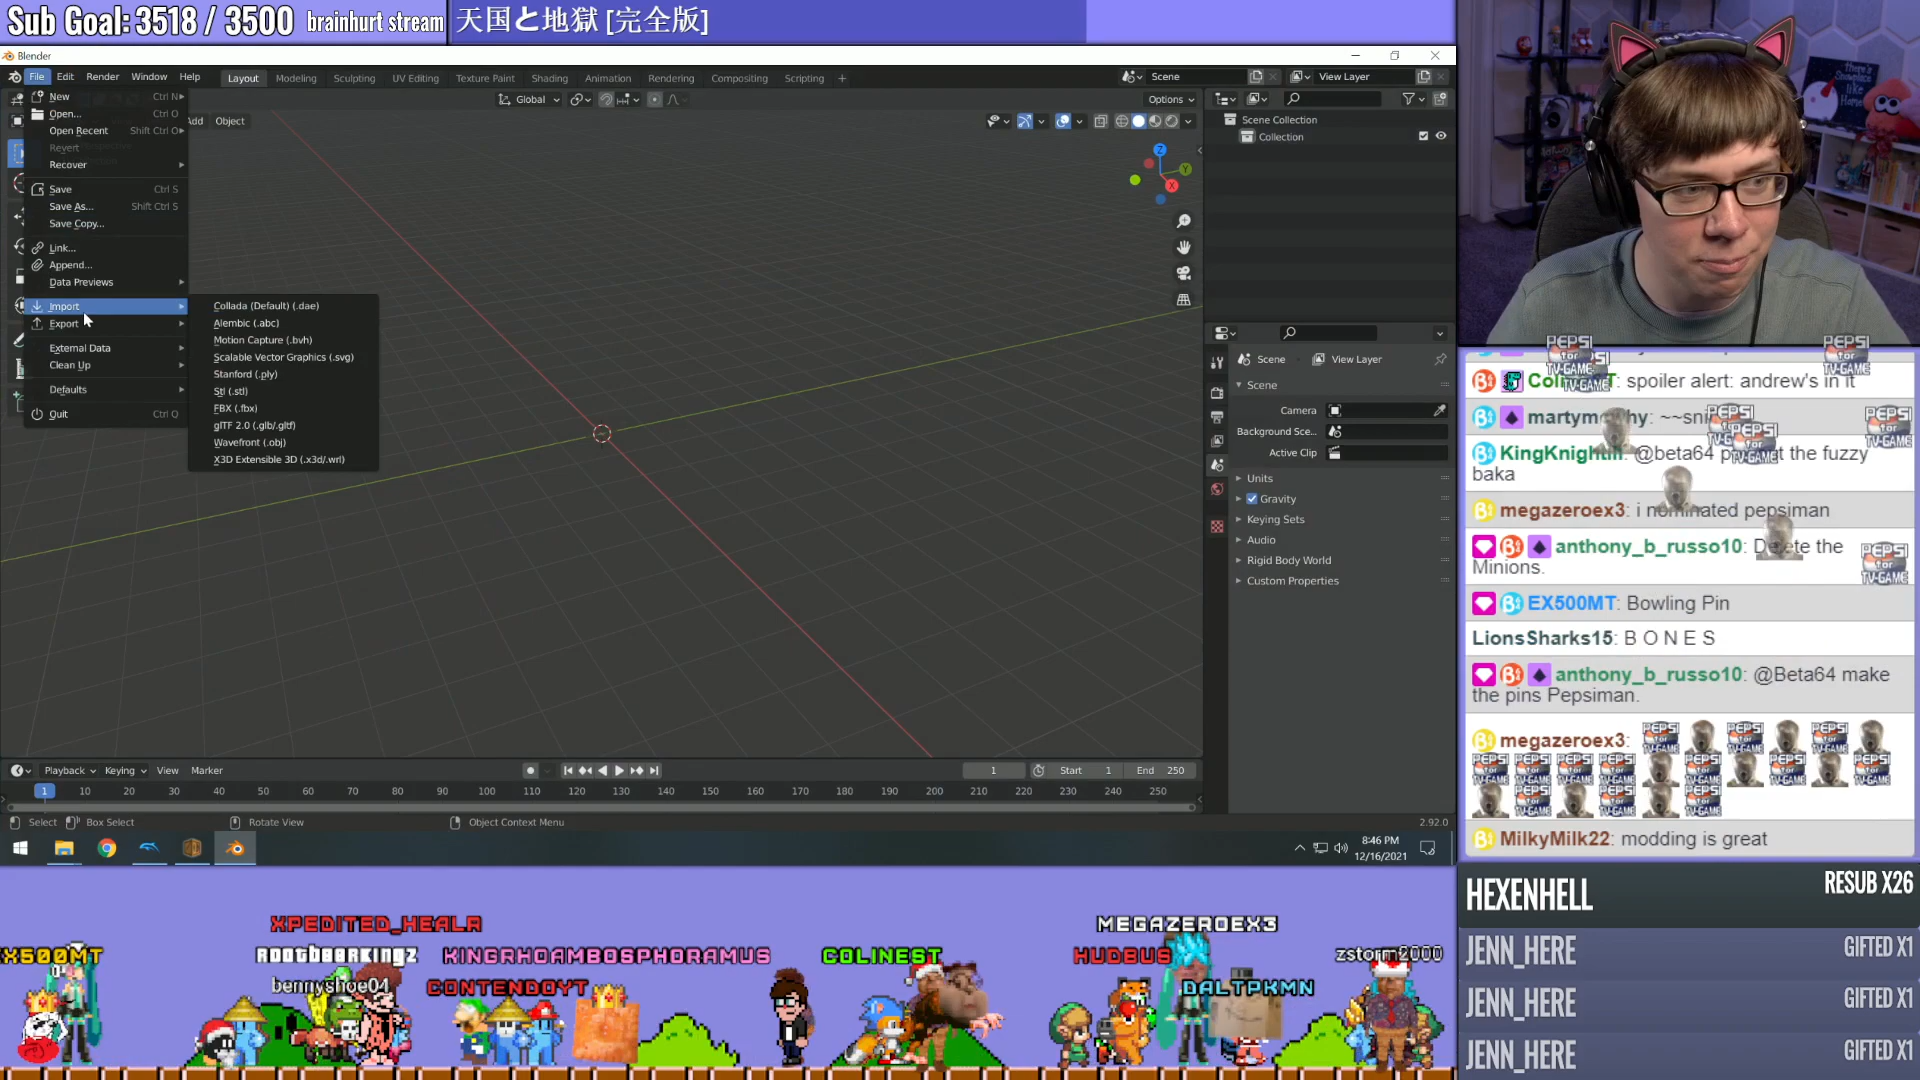 Sub Goal: 3518 / 3500 brainhurt stream
天国と地獄 [完全版]
Blender
File Edit Render Window Help
Layout Modeling Sculpting UV Editing Texture Paint Shading Animation Rendering Compositing Scripting +
Scene
View Layer
Global
Options
Add Object
New Ctrl N
Open... Ctrl O
Open Recent Shift Ctrl O
Revert
Recover
Save Ctrl S
Save As... Shift Ctrl S
Save Copy...
Link...
Append...
Data Previews
Import
Export
External Data
Clean Up
Defaults
Quit Ctrl Q
Collada (Default) (.dae)
Alembic (.abc)
Motion Capture (.bvh)
Scalable Vector Graphics (.svg)
Stanford (.ply)
Stl (.stl)
FBX (.fbx)
glTF 2.0 (.glb/.gltf)
Wavefront (.obj)
X3D Extensible 3D (.x3d/.wrl)
Z
Y
X
Scene Collection
Collection
Scene View Layer
Scene
Camera
Background Sce...
Active Clip
Units
Gravity
Keying Sets
Audio
Rigid Body World
Custom Properties
Playback Keying View Marker
1 Start 1 End 250
1 10 20 30 40 50 60 70 80 90 100 110 120 130 140 150 160 170 180 190 200 210 220 230 240 250
Select Box Select Rotate View Object Context Menu
2.92.0
8:46 PM
12/16/2021
T: spoiler alert: andrew's in it
KingKnight
@beta64 the fuzzy
baka
megazeroex3: i nominated pepsiman
anthony_b_russo10: Delete the
Minions.
EX500MT: Bowling Pin
LionsSharks15: B O N E S
anthony_b_russo10: @Beta64 make
the pins Pepsiman.
megazeroex3:
PEPSI for TV-GAME
MilkyMilk22: modding is great
HEXENHELL RESUB X26
JENN_HERE GIFTED X1
JENN_HERE GIFTED X1
JENN_HERE GIFTED X1
XPEDITED_HEALR
MEGAZEROEX3
X500MT
RootbeerKingz
KINGRHOAMBOSPHORAMUS
COLINEST
HUDBUS
zstorm2000
bennyshoe04
CONTENDOYT
DALTPKMN